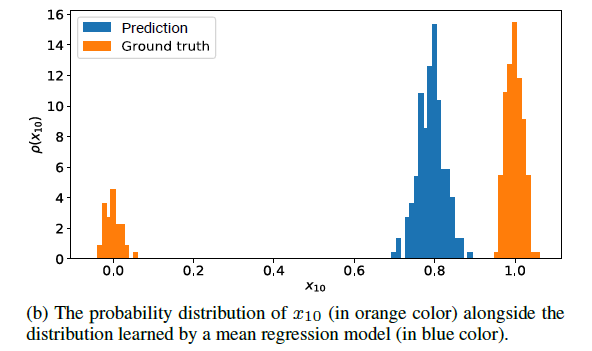 16
14
12
10
8
6
4
2
0
ρ(x10)
Prediction
Ground truth
0.0 0.2 0.4 0.6 0.8 1.0
x10
(b) The probability distribution of x10 (in orange color) alongside the
distribution learned by a mean regression model (in blue color).